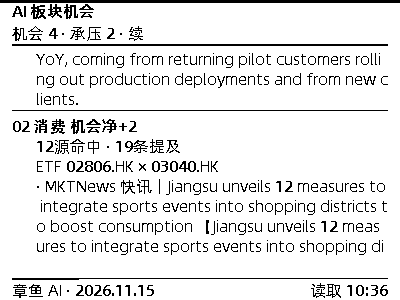 AI 板块机会
机会 4 · 承压 2 · 续
YoY, coming from returning pilot customers rolli
ng out production deployments and from new c
lients.
02 消费 机会净+2
12源命中 · 19条提及
ETF 02806.HK × 03040.HK
· MKTNews 快讯｜Jiangsu unveils 12 measures to
integrate sports events into shopping districts t
o boost consumption 【Jiangsu unveils 12 meas
ures to integrate sports events into shopping di
章鱼 AI · 2026.11.15
读取 10:36